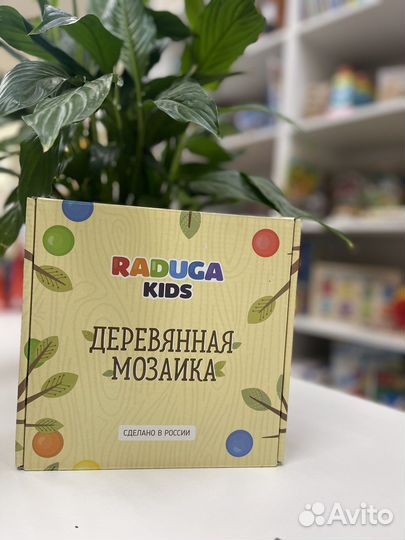 RADUGA
KIDS
ДЕРЕВЯННАЯ
МОЗАИКА
СДЕЛАНО В РОССИИ
Avito